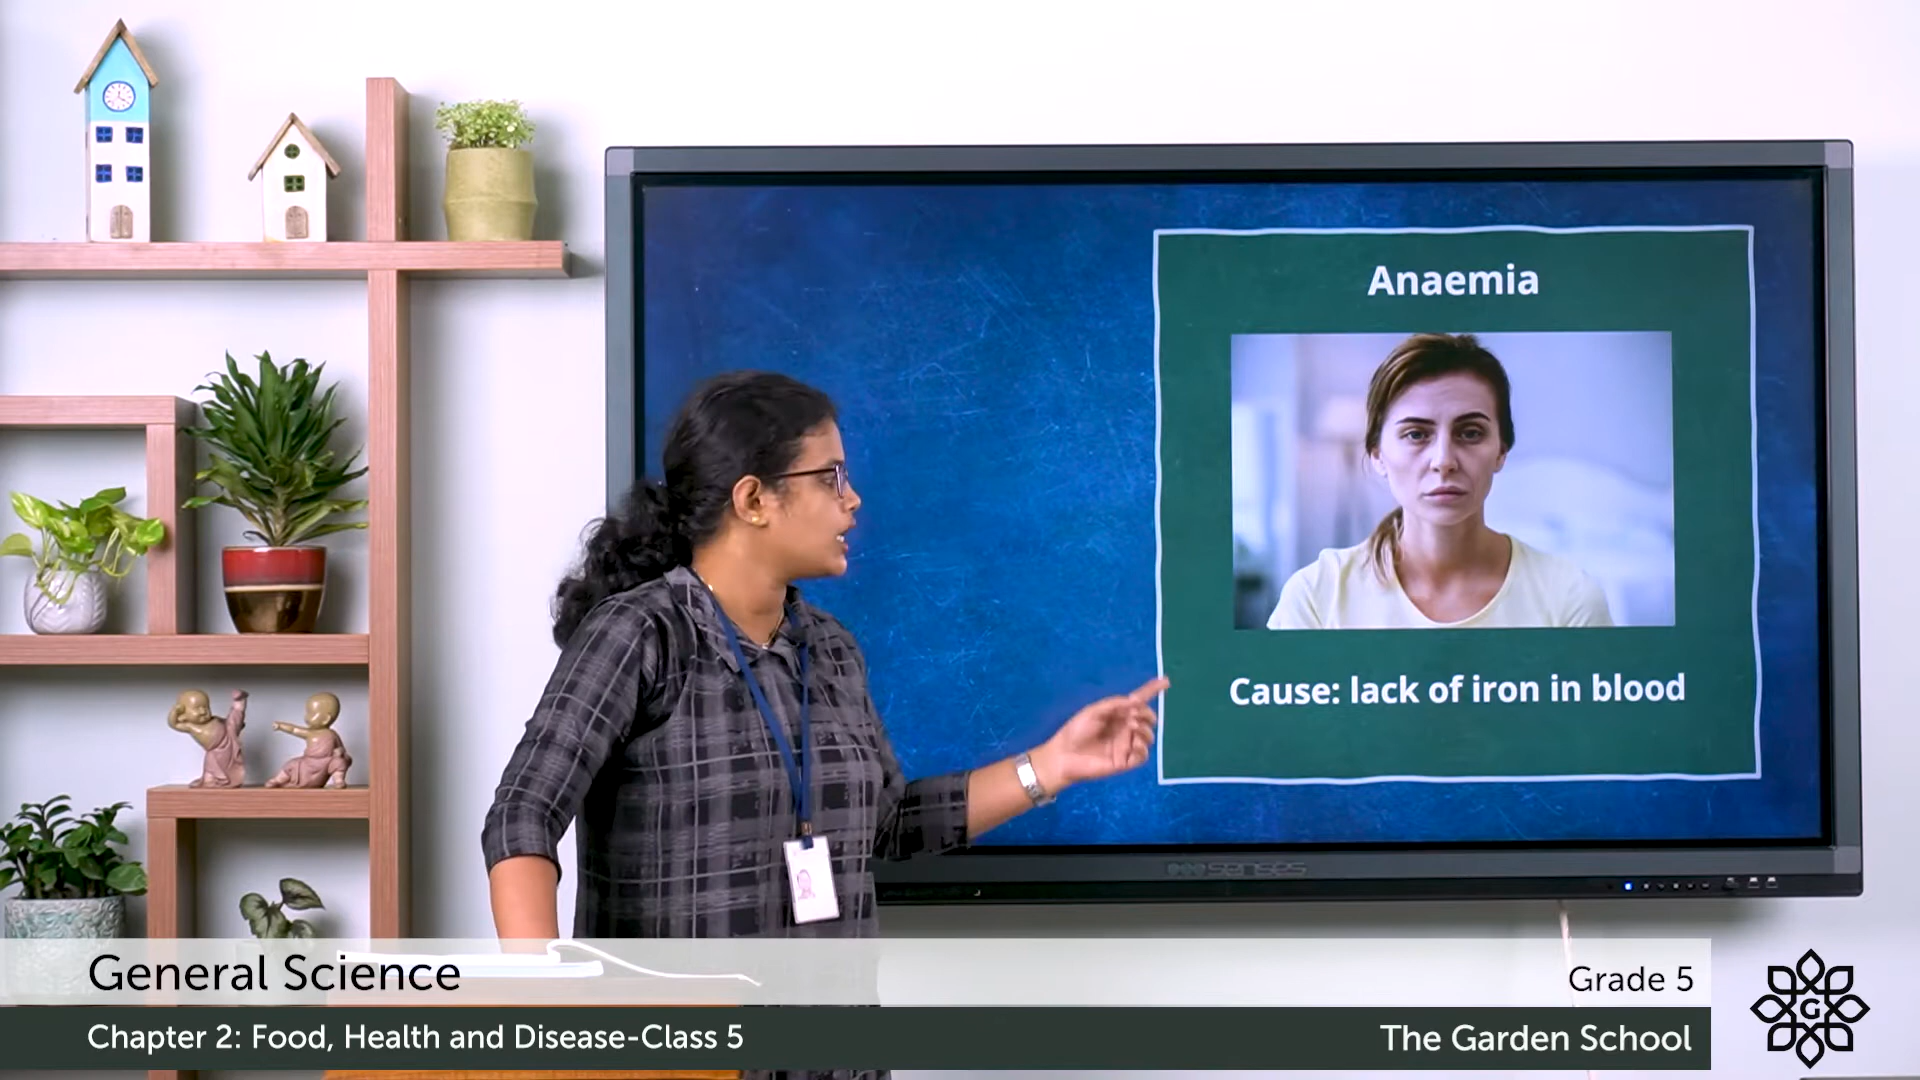 Anaemia
Cause: lack of iron in blood
senses
General Science
Grade 5
Chapter 2: Food, Health and Disease-Class 5
The Garden School
G